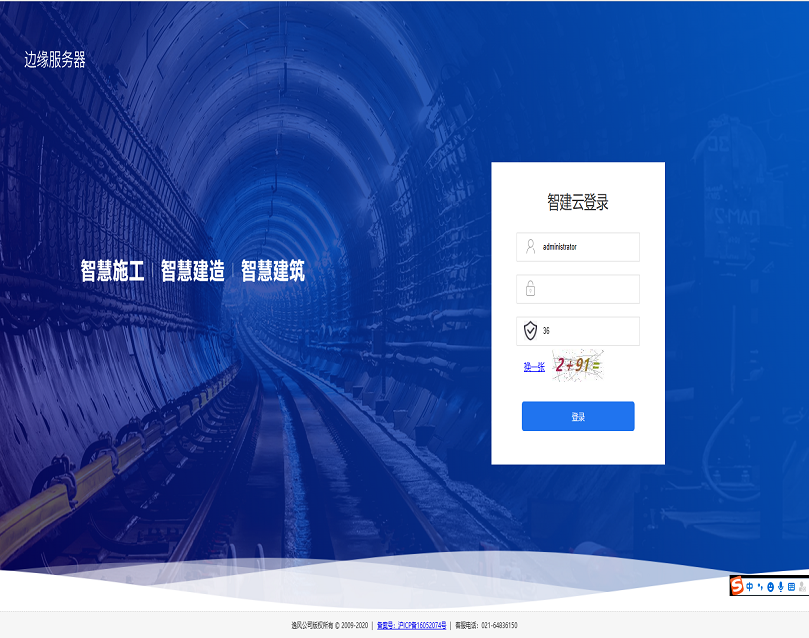 边缘服务器
智慧施工 | 智慧建造 | 智慧建筑
智建云登录
administrator
36
换一张 2+91=
登录
中
逸风公司版权所有 © 2009-2020 | 备案号：沪ICP备16052074号 | 客服电话：021-64836150